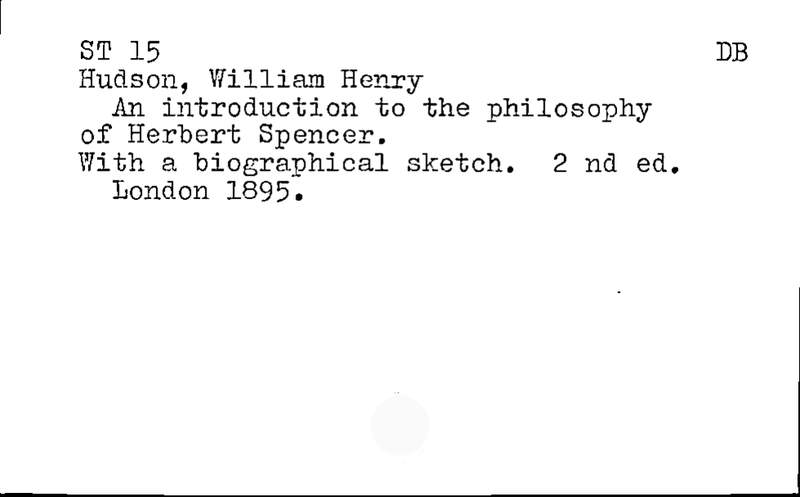 ST 15 DB
Hudson, William Henry
An introduction to the philosophy
of Herbert Spencer.
With a biographical sketch. 2 nd ed.
London 1895.